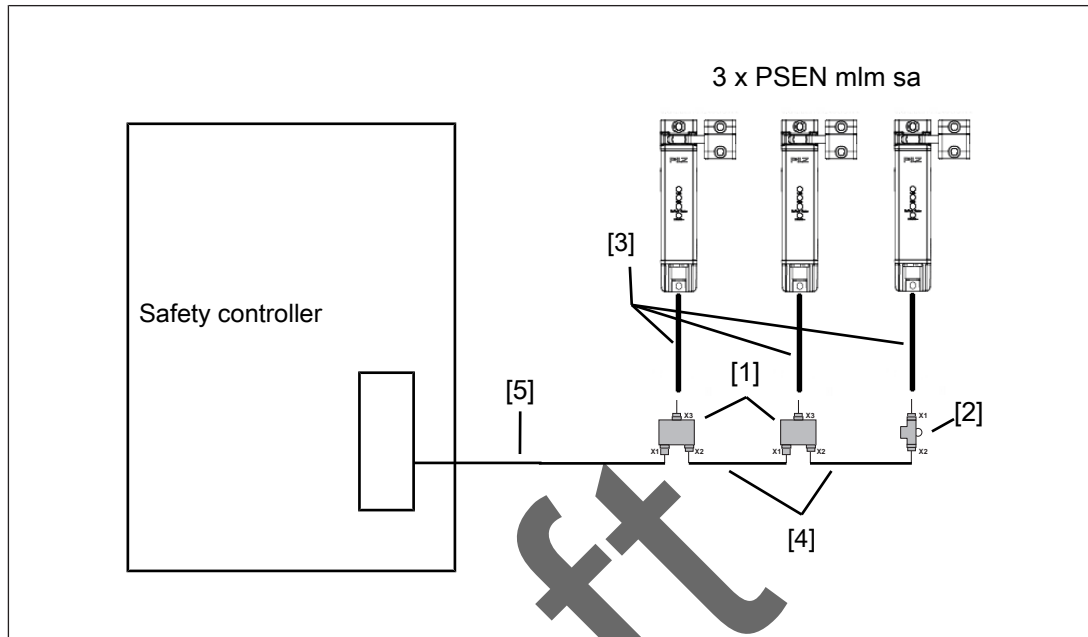 3 x PSEN mlm sa
PILZ
PILZ
PILZ
[3]
Safety controller
[1]
[5]
X3
X3
X1
[2]
X1
X2
X1
X2
X2
[4]
ft